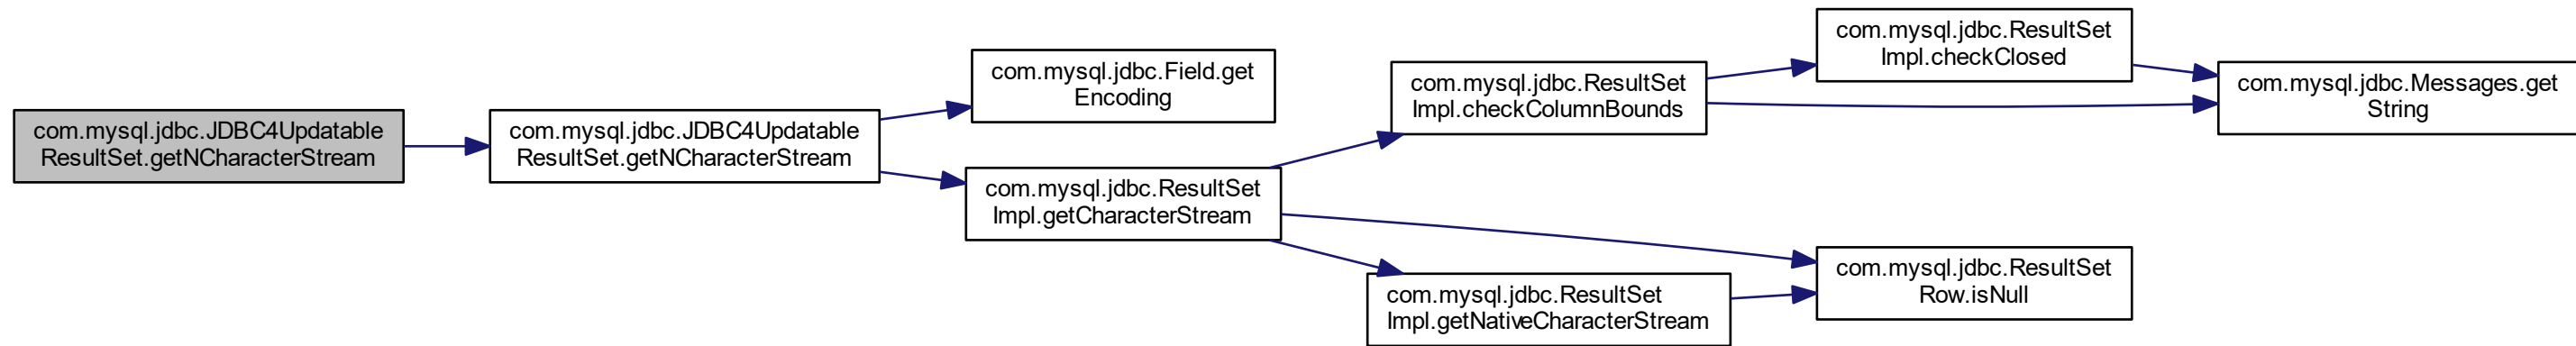 com.mysql.jdbc.JDBC4Updatable
ResultSet.getNCharacterStream
com.mysql.jdbc.JDBC4Updatable
ResultSet.getNCharacterStream
com.mysql.jdbc.Field.get
Encoding
com.mysql.jdbc.ResultSet
Impl.getCharacterStream
com.mysql.jdbc.ResultSet
Impl.checkColumnBounds
com.mysql.jdbc.ResultSet
Impl.getNativeCharacterStream
com.mysql.jdbc.ResultSet
Impl.checkClosed
com.mysql.jdbc.ResultSet
Row.isNull
com.mysql.jdbc.Messages.get
String